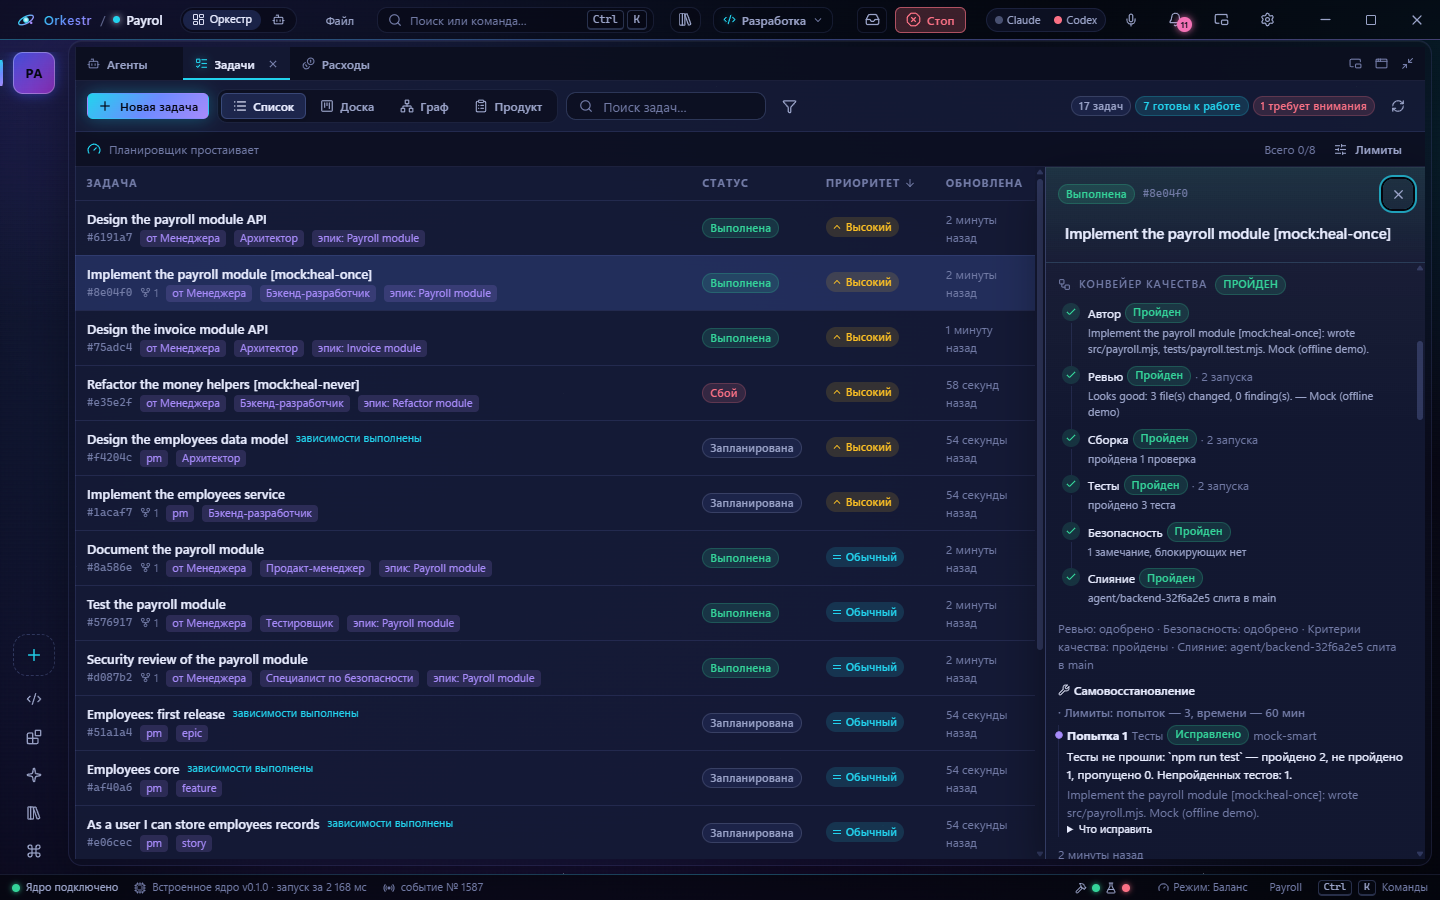 Orkestr / Payrol
Оркестр
Файл
Поиск или команда...
Ctrl K
Разработка
Стоп
Claude
Codex
11
PA
Агенты
Задачи
Расходы
Новая задача
Список
Доска
Граф
Продукт
Поиск задач...
17 задач
7 готовы к работе
1 требует внимания
Планировщик простаивает
Всего 0/8
Лимиты
ЗАДАЧА СТАТУС ПРИОРИТЕТ ОБНОВЛЕНА
Design the payroll module API
#6191a7 от Менеджера Архитектор эпик: Payroll module
Выполнена
Высокий
2 минуты
назад
Implement the payroll module [mock:heal-once]
#8e04f0 1 от Менеджера Бэкенд-разработчик эпик: Payroll module
Выполнена
Высокий
2 минуты
назад
Design the invoice module API
#75adc4 от Менеджера Архитектор эпик: Invoice module
Выполнена
Высокий
1 минуту
назад
Refactor the money helpers [mock:heal-never]
#e35e2f от Менеджера Бэкенд-разработчик эпик: Refactor module
Сбой
Высокий
58 секунд
назад
Design the employees data model зависимости выполнены
#f4204c pm Архитектор
Запланирована
Высокий
54 секунды
назад
Implement the employees service
#1acaf7 1 pm Бэкенд-разработчик
Запланирована
Высокий
54 секунды
назад
Document the payroll module
#8a586e 1 от Менеджера Продакт-менеджер эпик: Payroll module
Выполнена
Обычный
2 минуты
назад
Test the payroll module
#576917 1 от Менеджера Тестировщик эпик: Payroll module
Выполнена
Обычный
2 минуты
назад
Security review of the payroll module
#d087b2 1 от Менеджера Специалист по безопасности эпик: Payroll module
Выполнена
Обычный
2 минуты
назад
Employees: first release зависимости выполнены
#51a1a4 pm epic
Запланирована
Обычный
54 секунды
назад
Employees core зависимости выполнены
#af40a6 pm feature
Запланирована
Обычный
54 секунды
назад
As a user I can store employees records зависимости выполнены
#e06cec pm story
Запланирована
Обычный
54 секунды
назад
Выполнена #8e04f0
Implement the payroll module [mock:heal-once]
КОНВЕЙЕР КАЧЕСТВА ПРОЙДЕН
Автор Пройден
Implement the payroll module [mock:heal-once]: wrote
src/payroll.mjs, tests/payroll.test.mjs. Mock (offline demo).
Ревью Пройден · 2 запуска
Looks good: 3 file(s) changed, 0 finding(s). — Mock (offline
demo)
Сборка Пройден · 2 запуска
пройдена 1 проверка
Тесты Пройден · 2 запуска
пройдено 3 теста
Безопасность Пройден
1 замечание, блокирующих нет
Слияние Пройден
agent/backend-32f6a2e5 слита в main
Ревью: одобрено · Безопасность: одобрено · Критерии
качества: пройдены · Слияние: agent/backend-32f6a2e5 слита
в main
Самовосстановление
· Лимиты: попыток — 3, времени — 60 мин
Попытка 1 Тесты Исправлено mock-smart
Тесты не прошли: `npm run test` — пройдено 2, не пройдено
1, пропущено 0. Непройденных тестов: 1.
Implement the payroll module [mock:heal-once]: wrote
src/payroll.mjs. Mock (offline demo).
Что исправить
2 минуты назад
Ядро подключено
Встроенное ядро v0.1.0 · запуск за 2 168 мс
событие № 1587
Режим: Баланс
Payroll
Ctrl K Команды